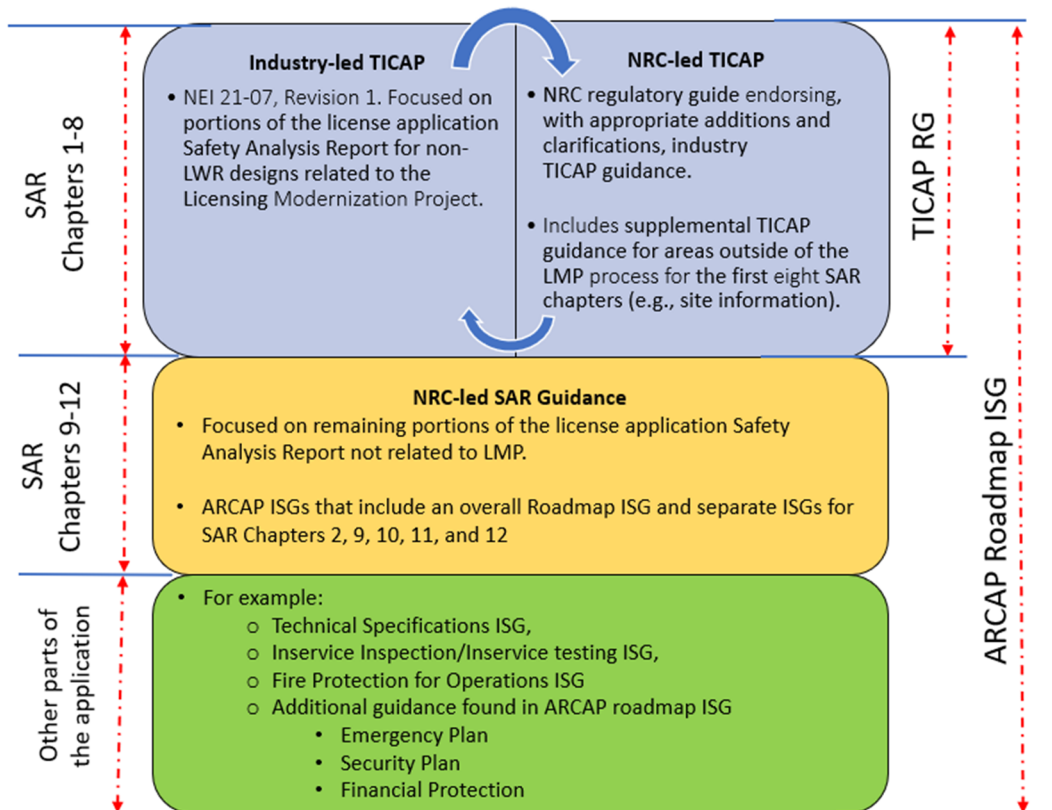 SAR
Chapters 1-8
Industry-led TICAP
• NEI 21-07, Revision 1. Focused on
portions of the license application
Safety Analysis Report for non-
LWR designs related to the
Licensing Modernization Project.
NRC-led TICAP
• NRC regulatory guide endorsing,
with appropriate additions and
clarifications, industry
TICAP guidance.
• Includes supplemental TICAP
guidance for areas outside of the
LMP process for the first eight SAR
chapters (e.g., site information).
TICAP RG
ARCAP Roadmap ISG
SAR
Chapters 9-12
NRC-led SAR Guidance
• Focused on remaining portions of the license application Safety
Analysis Report not related to LMP.
• ARCAP ISGs that include an overall Roadmap ISG and separate ISGs for
SAR Chapters 2, 9, 10, 11, and 12
Other parts of
the application
• For example:
o Technical Specifications ISG,
o Inservice Inspection/Inservice testing ISG,
o Fire Protection for Operations ISG
o Additional guidance found in ARCAP roadmap ISG
• Emergency Plan
• Security Plan
• Financial Protection